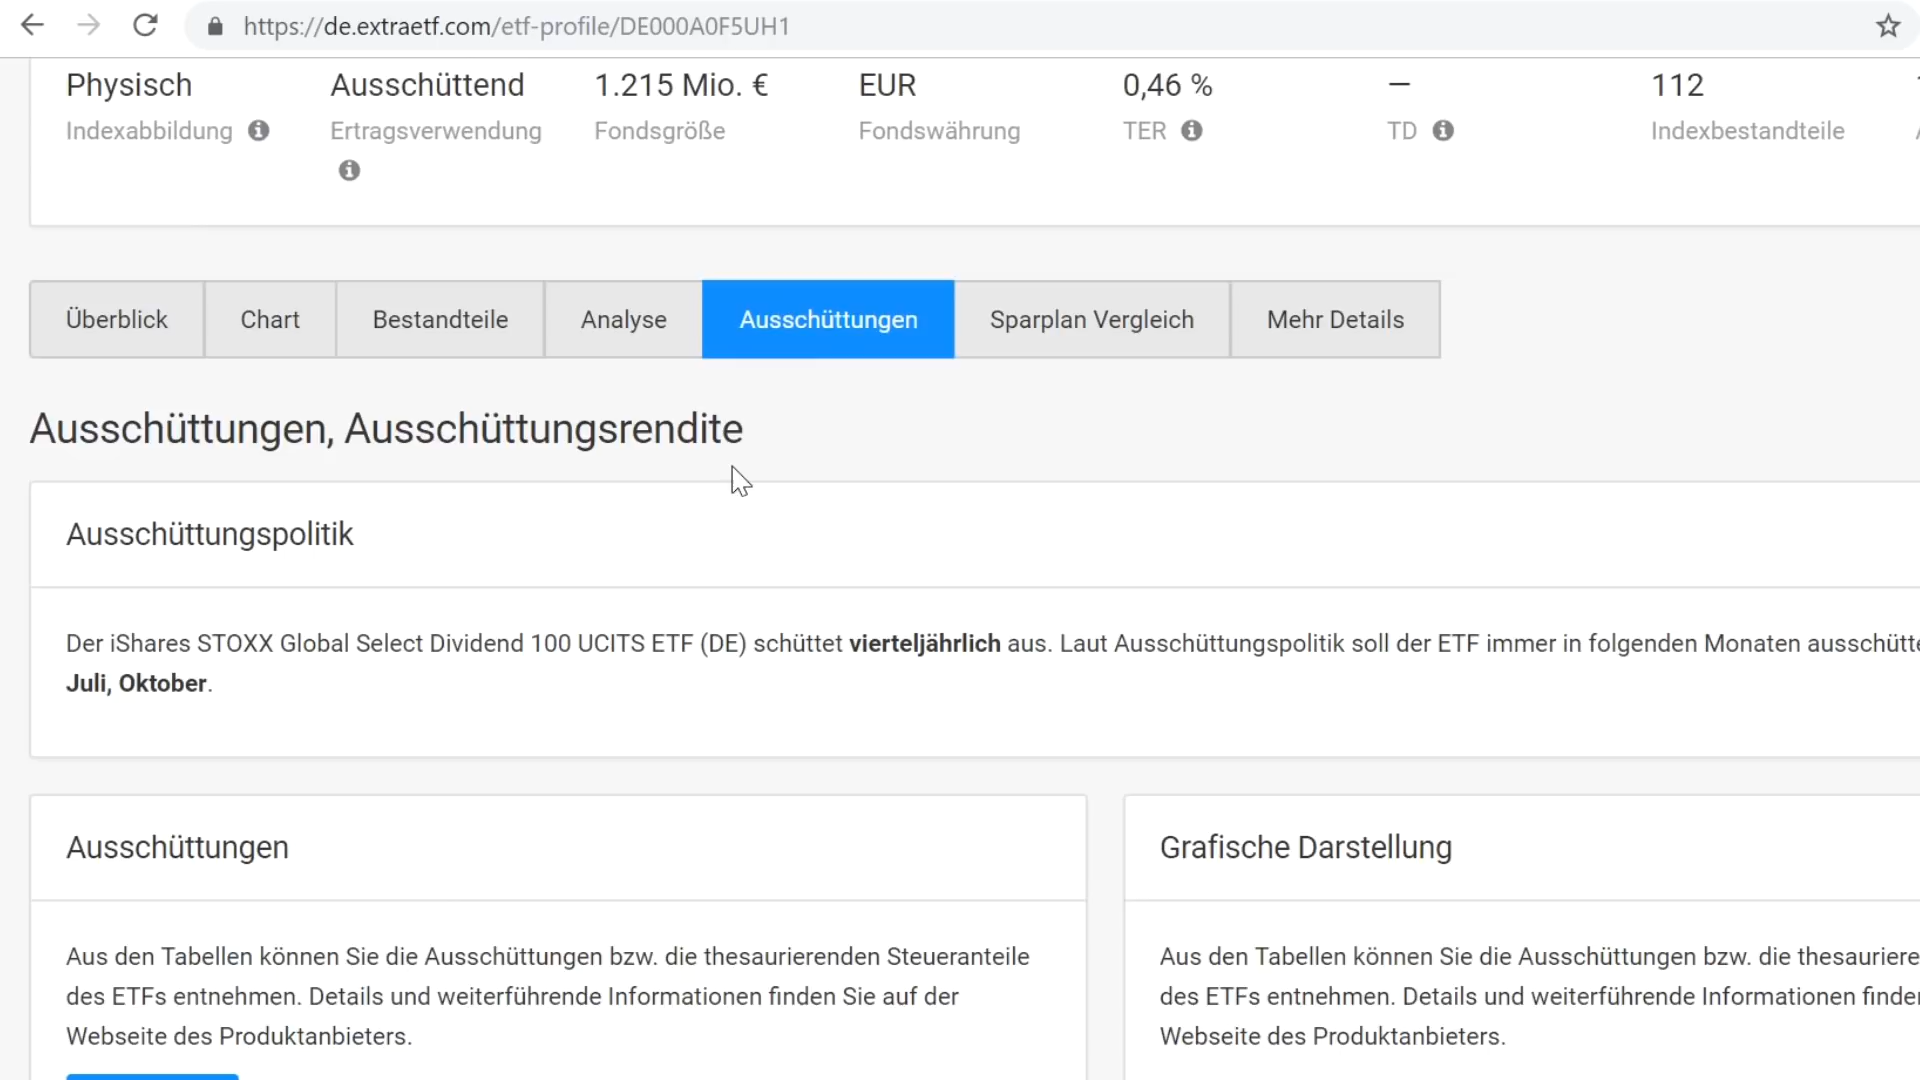 https://de.extraetf.com/etf-profile/DE000A0F5UH1
Physisch Ausschüttend 1.215 Mio. € EUR 0,46 % — 112
Indexabbildung Ertragsverwendung Fondsgröße Fondswährung TER TD Indexbestandteile
Überblick Chart Bestandteile Analyse Ausschüttungen Sparplan Vergleich Mehr Details
Ausschüttungen, Ausschüttungsrendite
Ausschüttungspolitik
Der iShares STOXX Global Select Dividend 100 UCITS ETF (DE) schüttet vierteljährlich aus. Laut Ausschüttungspolitik soll der ETF immer in folgenden Monaten
Juli, Oktober.
Ausschüttungen
Grafische Darstellung
Aus den Tabellen können Sie die Ausschüttungen bzw. die thesaurierenden Steueranteile
des ETFs entnehmen. Details und weiterführende Informationen finden Sie auf der
Webseite des Produktanbieters.
Aus den Tabellen können Sie die Ausschüttungen bzw. die
des ETFs entnehmen. Details und weiterführende Informationen
Webseite des Produktanbieters.